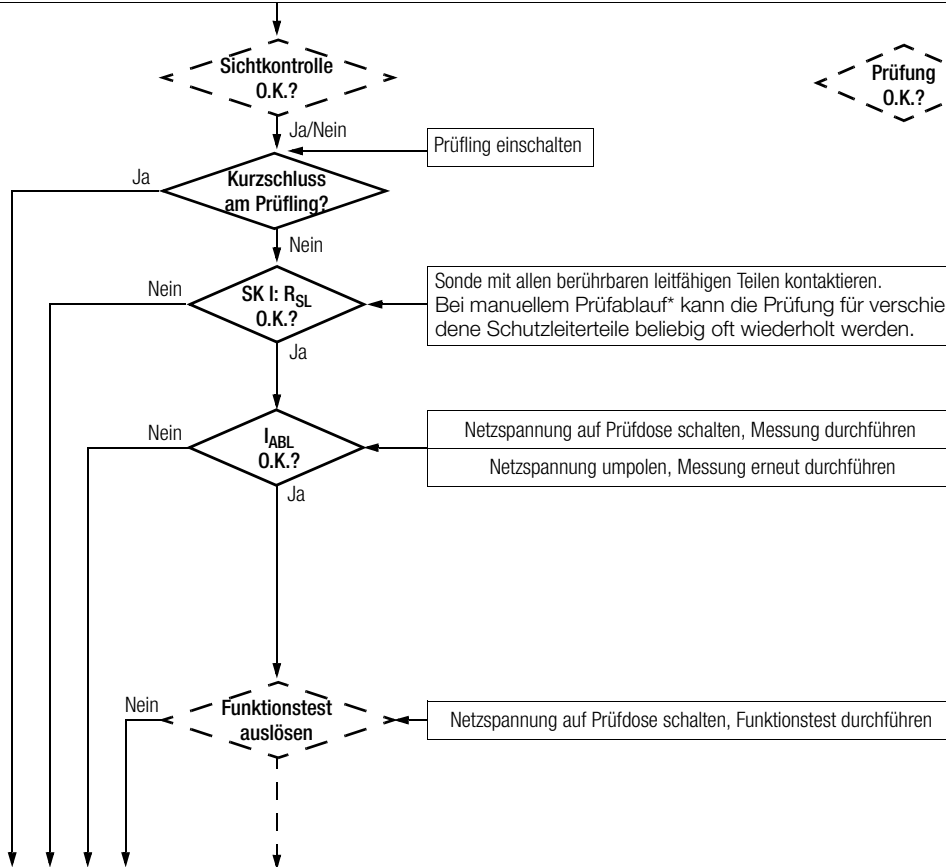 Sichtkontrolle
O.K.?
Prüfung
O.K.?
Ja/Nein
Prüfling einschalten
Ja
Kurzschluss
am Prüfling?
Nein
Nein
SK I: RSL
O.K.?
Sonde mit allen berührbaren leitfähigen Teilen kontaktieren.
Bei manuellem Prüfablauf* kann die Prüfung für verschie
dene Schutzleiterteile beliebig oft wiederholt werden.
Ja
Nein
IABL
O.K.?
Netzspannung auf Prüfdose schalten, Messung durchführen
Netzspannung umpolen, Messung erneut durchführen
Ja
Nein
Funktionstest
auslösen
Netzspannung auf Prüfdose schalten, Funktionstest durchführen